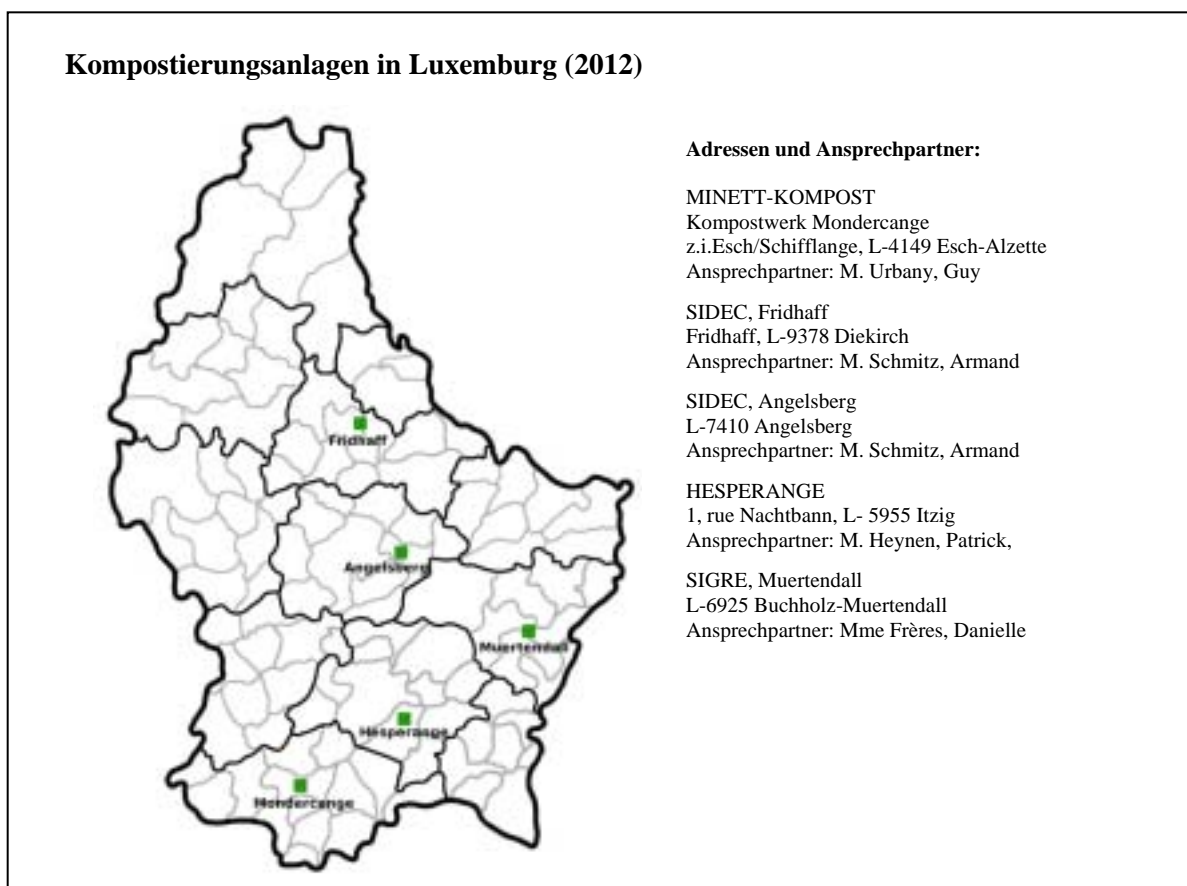 Kompostierungsanlagen in Luxemburg (2012)
Adressen und Ansprechpartner:
MINETT-KOMPOST
Kompostwerk Mondercange
z.i.Esch/Schifflange, L-4149 Esch-Alzette
Ansprechpartner: M. Urbany, Guy
SIDEC, Fridhaff
Fridhaff, L-9378 Diekirch
Ansprechpartner: M. Schmitz, Armand
SIDEC, Angelsberg
L-7410 Angelsberg
Ansprechpartner: M. Schmitz, Armand
HESPERANGE
1, rue Nachtbann, L- 5955 Itzig
Ansprechpartner: M. Heynen, Patrick,
SIGRE, Muertendall
L-6925 Buchholz-Muertendall
Ansprechpartner: Mme Frères, Danielle
Fridhaff
Angelsberg
Muertendall
Hesperange
Mondercange